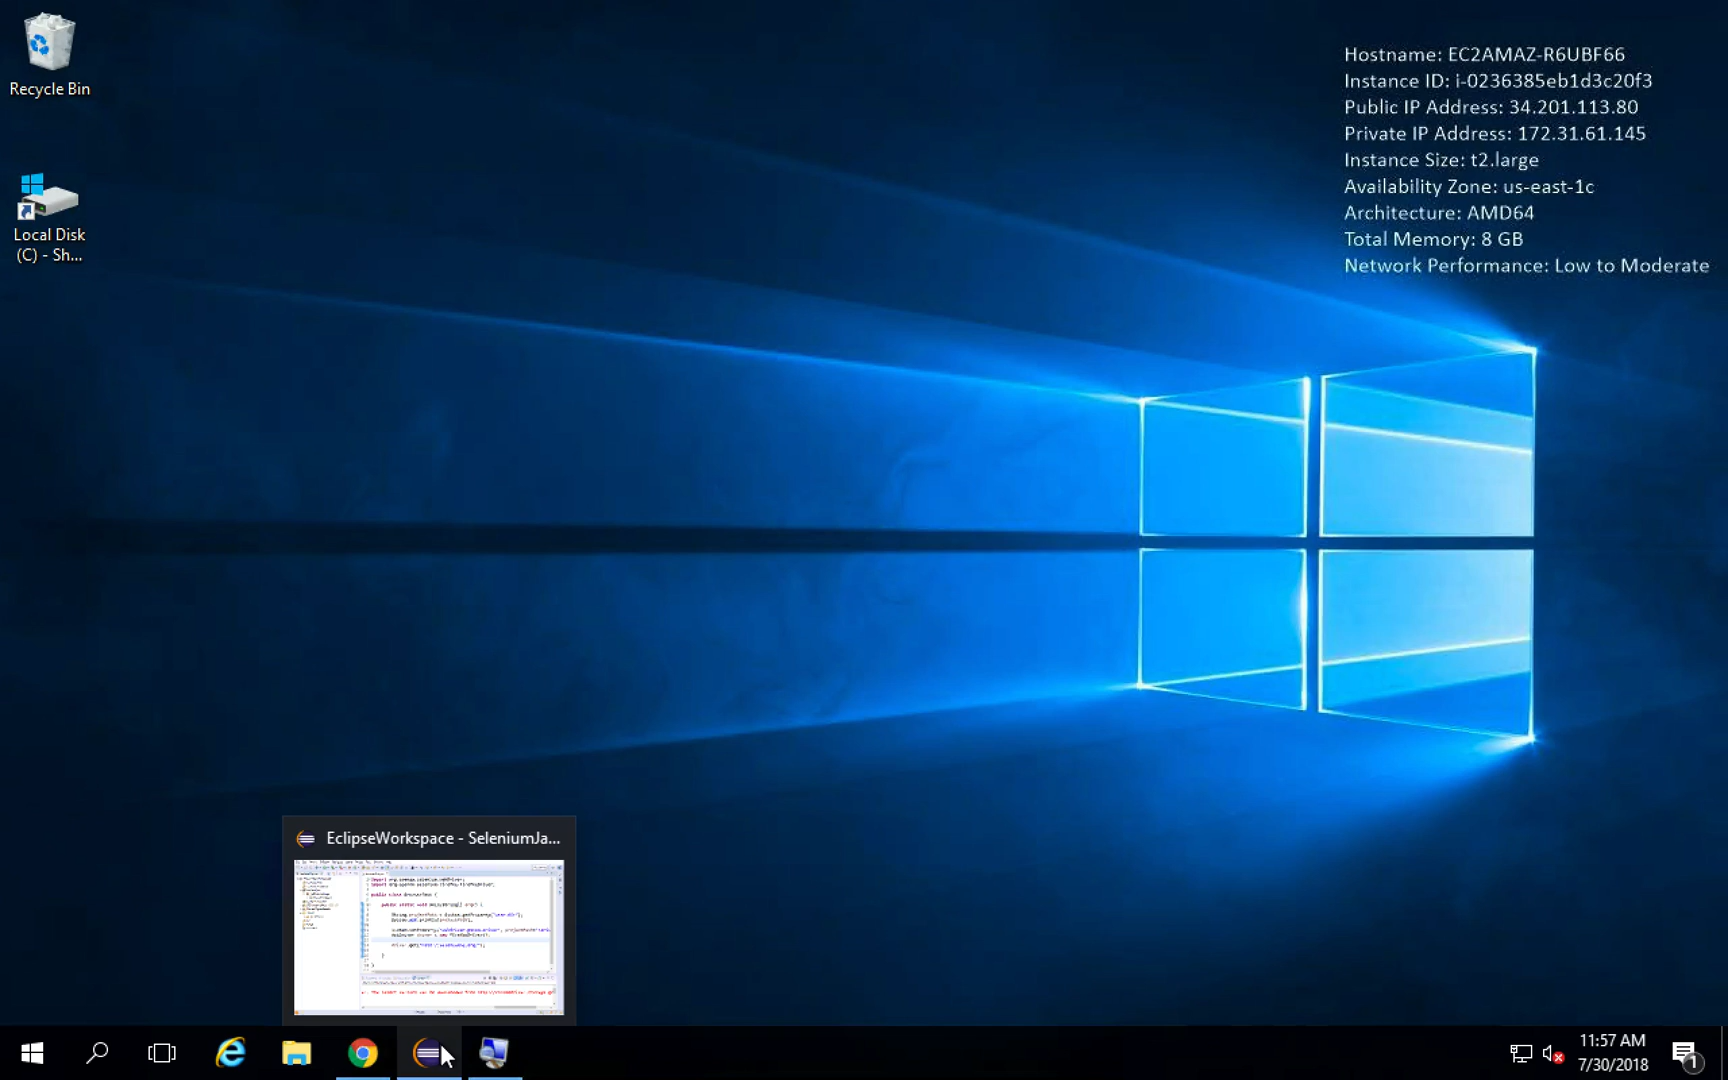 Recycle Bin
Local Disk
(C) - Sh...
Hostname: EC2AMAZ-R6UBF66
Instance ID: i-0236385eb1d3c20f3
Public IP Address: 34.201.113.80
Private IP Address: 172.31.61.145
Instance Size: t2.large
Availability Zone: us-east-1c
Architecture: AMD64
Total Memory: 8 GB
Network Performance: Low to Moderate
EclipseWorkspace - SeleniumJa...
11:57 AM
7/30/2018
1